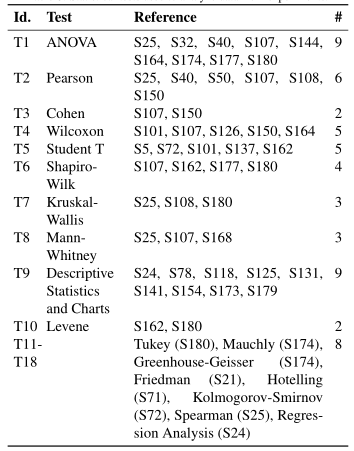 Id. Test Reference #
T1 ANOVA S25, S32, S40, S107, S144, 9
S164, S174, S177, S180
T2 Pearson S25, S40, S50, S107, S108, 6
S150
T3 Cohen S107, S150 2
T4 Wilcoxon S101, S107, S126, S150, S164 5
T5 Student T S5, S72, S101, S137, S162 5
T6 Shapiro- S107, S162, S177, S180 4
Wilk
T7 Kruskal- S25, S108, S180 3
Wallis
T8 Mann- S25, S107, S168 3
Whitney
T9 Descriptive S24, S78, S118, S125, S131, 9
Statistics S141, S154, S173, S179
and Charts
T10 Levene S162, S180 2
T11- Tukey (S180), Mauchly (S174), 8
T18 Greenhouse-Geisser (S174),
Friedman (S21), Hotelling
(S71), Kolmogorov-Smirnov
(S72), Spearman (S25), Regres-
sion Analysis (S24)